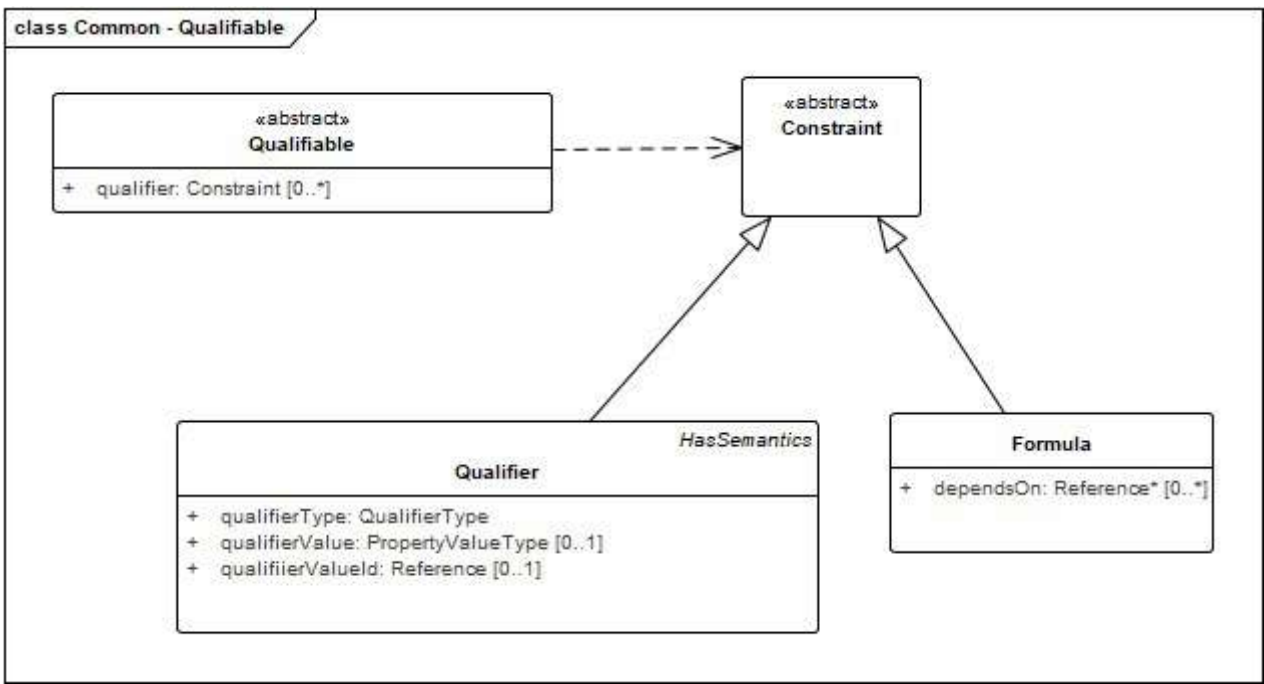 class Common - Qualifiable
«abstract»
Qualifiable
+ qualifier: Constraint [0..*]
«abstract»
Constraint
HasSemantics
Qualifier
+ qualifierType: QualifierType
+ qualifierValue: PropertyValueType [0..1]
+ qualifiierValueId: Reference [0..1]
Formula
+ dependsOn: Reference* [0..*]